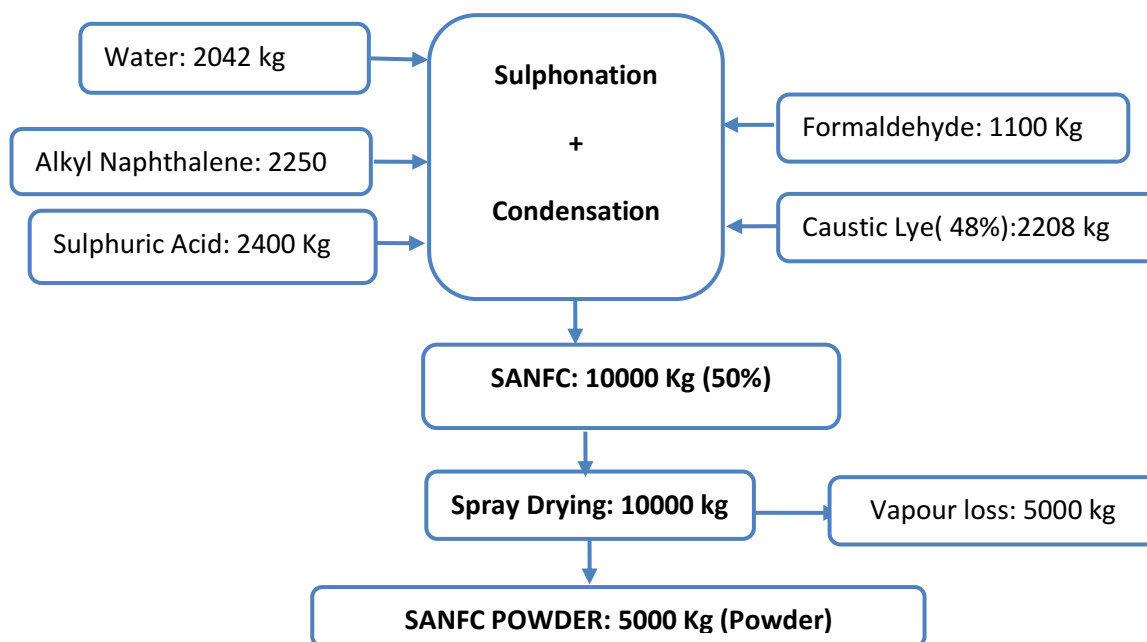 Water: 2042 kg
Alkyl Naphthalene: 2250
Sulphuric Acid: 2400 Kg
Sulphonation
+
Condensation
Formaldehyde: 1100 Kg
Caustic Lye( 48%):2208 kg
SANFC: 10000 Kg (50%)
Spray Drying: 10000 kg
Vapour loss: 5000 kg
SANFC POWDER: 5000 Kg (Powder)